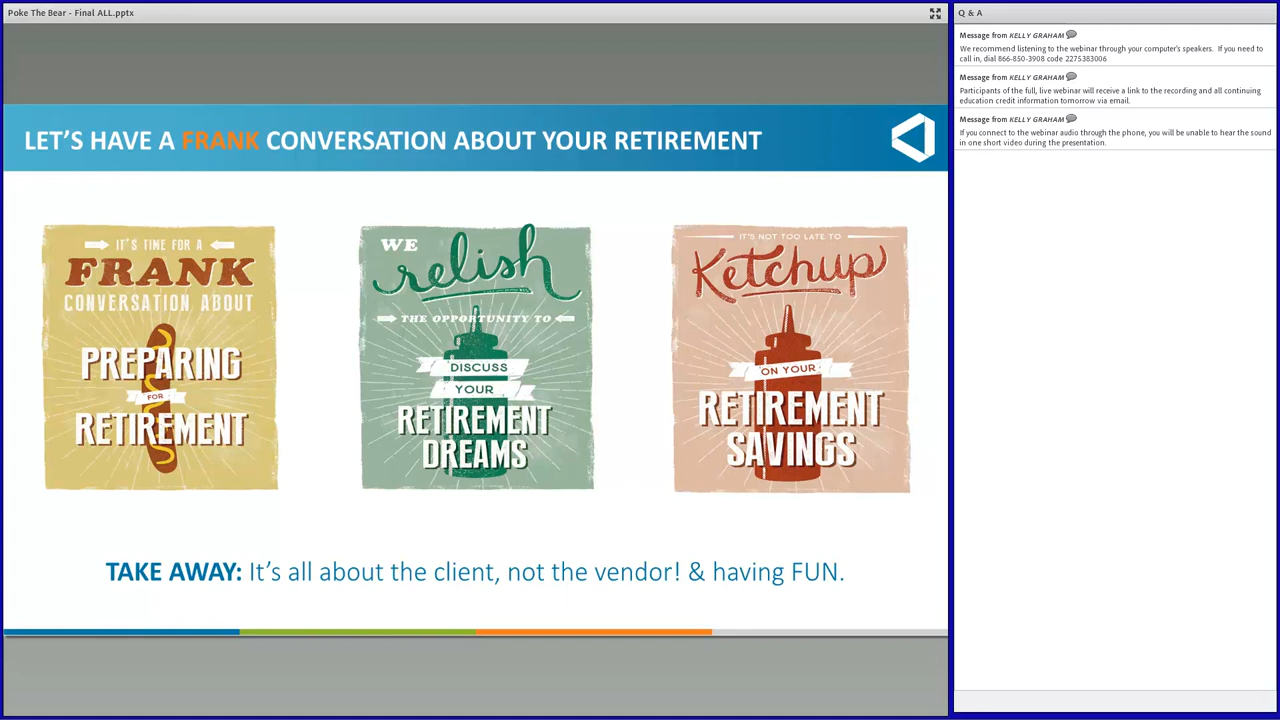 Poke The Bear - Final ALL.pptx
LET'S HAVE A FRANK CONVERSATION ABOUT YOUR RETIREMENT
IT'S TIME FOR A
FRANK
CONVERSATION ABOUT
PREPARING
FOR
RETIREMENT
WE
relish
THE OPPORTUNITY TO
DISCUSS
YOUR
RETIREMENT
DREAMS
IT'S NOT TOO LATE TO
Ketchup
ON YOUR
RETIREMENT
SAVINGS
TAKE AWAY: It's all about the client, not the vendor! & having FUN.
Q & A
Message from KELLY GRAHAM
We recommend listening to the webinar through your computer's speakers. If you need to
call in, dial 866-850-3908 code 2275383006
Message from KELLY GRAHAM
Participants of the full, live webinar will receive a link to the recording and all continuing
education credit information tomorrow via email.
Message from KELLY GRAHAM
If you connect to the webinar audio through the phone, you will be unable to hear the sound
in one short video during the presentation.